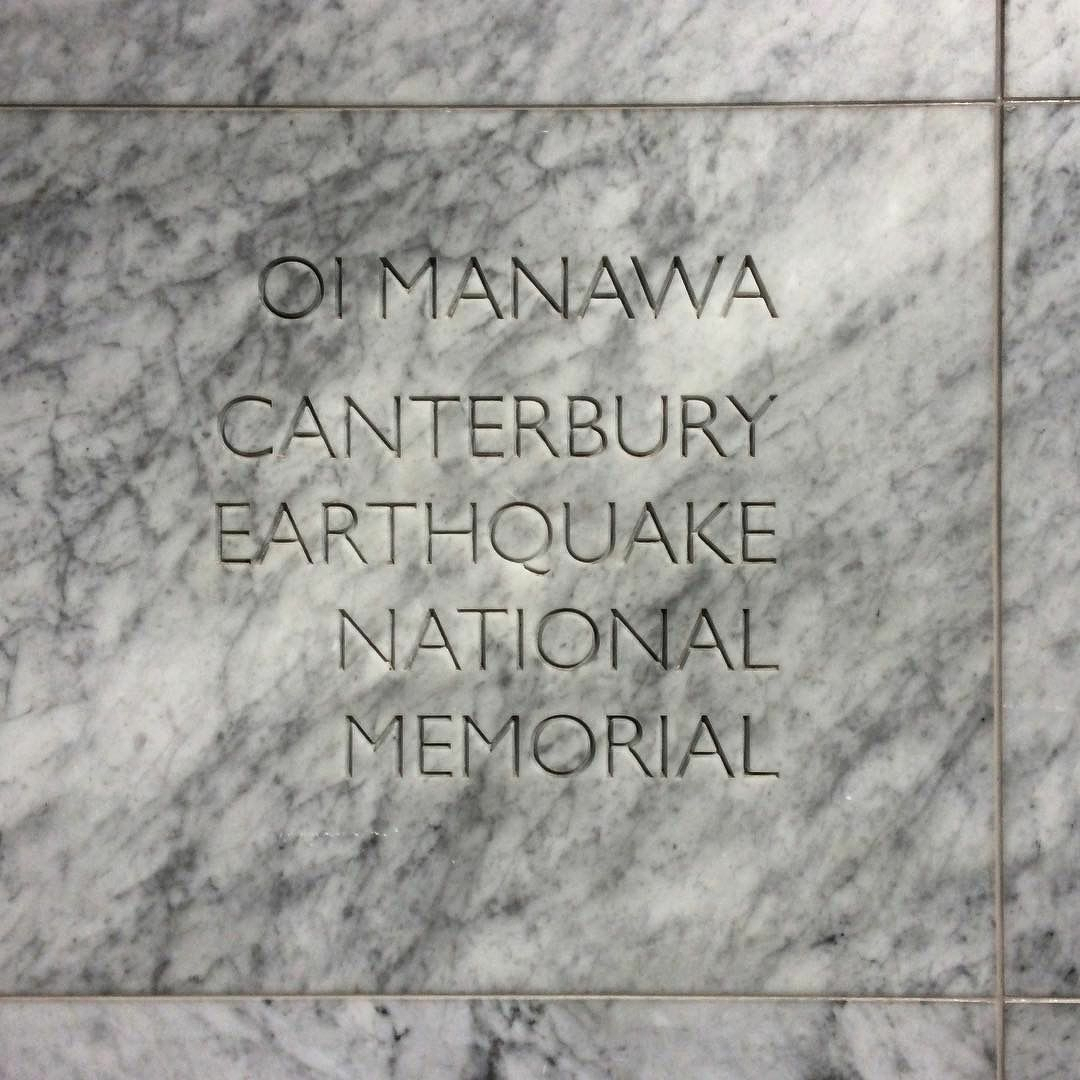 OI MANAWA
CANTERBURY
EARTHQUAKE
NATIONAL
MEMORIAL